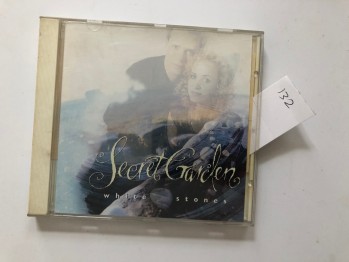 Secret Garden
white stones
132